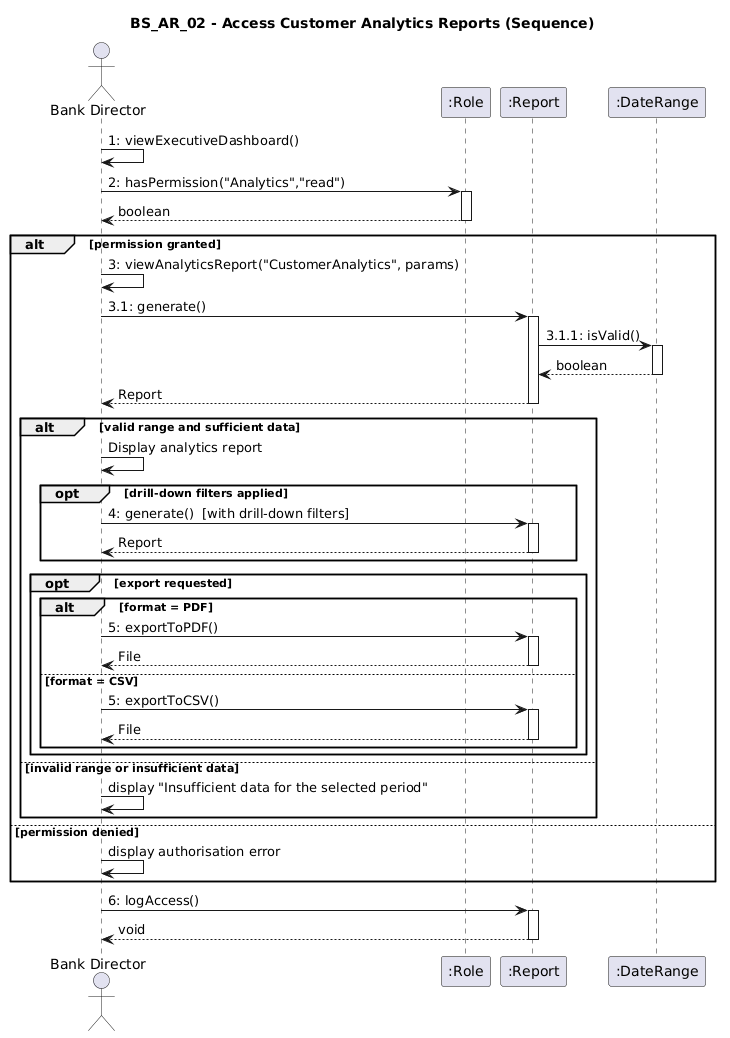 BS_AR_02 - Access Customer Analytics Reports (Sequence)
Bank Director
:Role
:Report
:DateRange
1: viewExecutiveDashboard()
2: hasPermission("Analytics","read")
boolean
alt
[permission granted]
3: viewAnalyticsReport("CustomerAnalytics", params)
3.1: generate()
3.1.1: isValid()
boolean
Report
alt
[valid range and sufficient data]
Display analytics report
opt
[drill-down filters applied]
4: generate()  [with drill-down filters]
Report
opt
[export requested]
alt
[format = PDF]
5: exportToPDF()
File
[format = CSV]
5: exportToCSV()
File
[invalid range or insufficient data]
display "Insufficient data for the selected period"
[permission denied]
display authorisation error
6: logAccess()
void
Bank Director
:Role
:Report
:DateRange